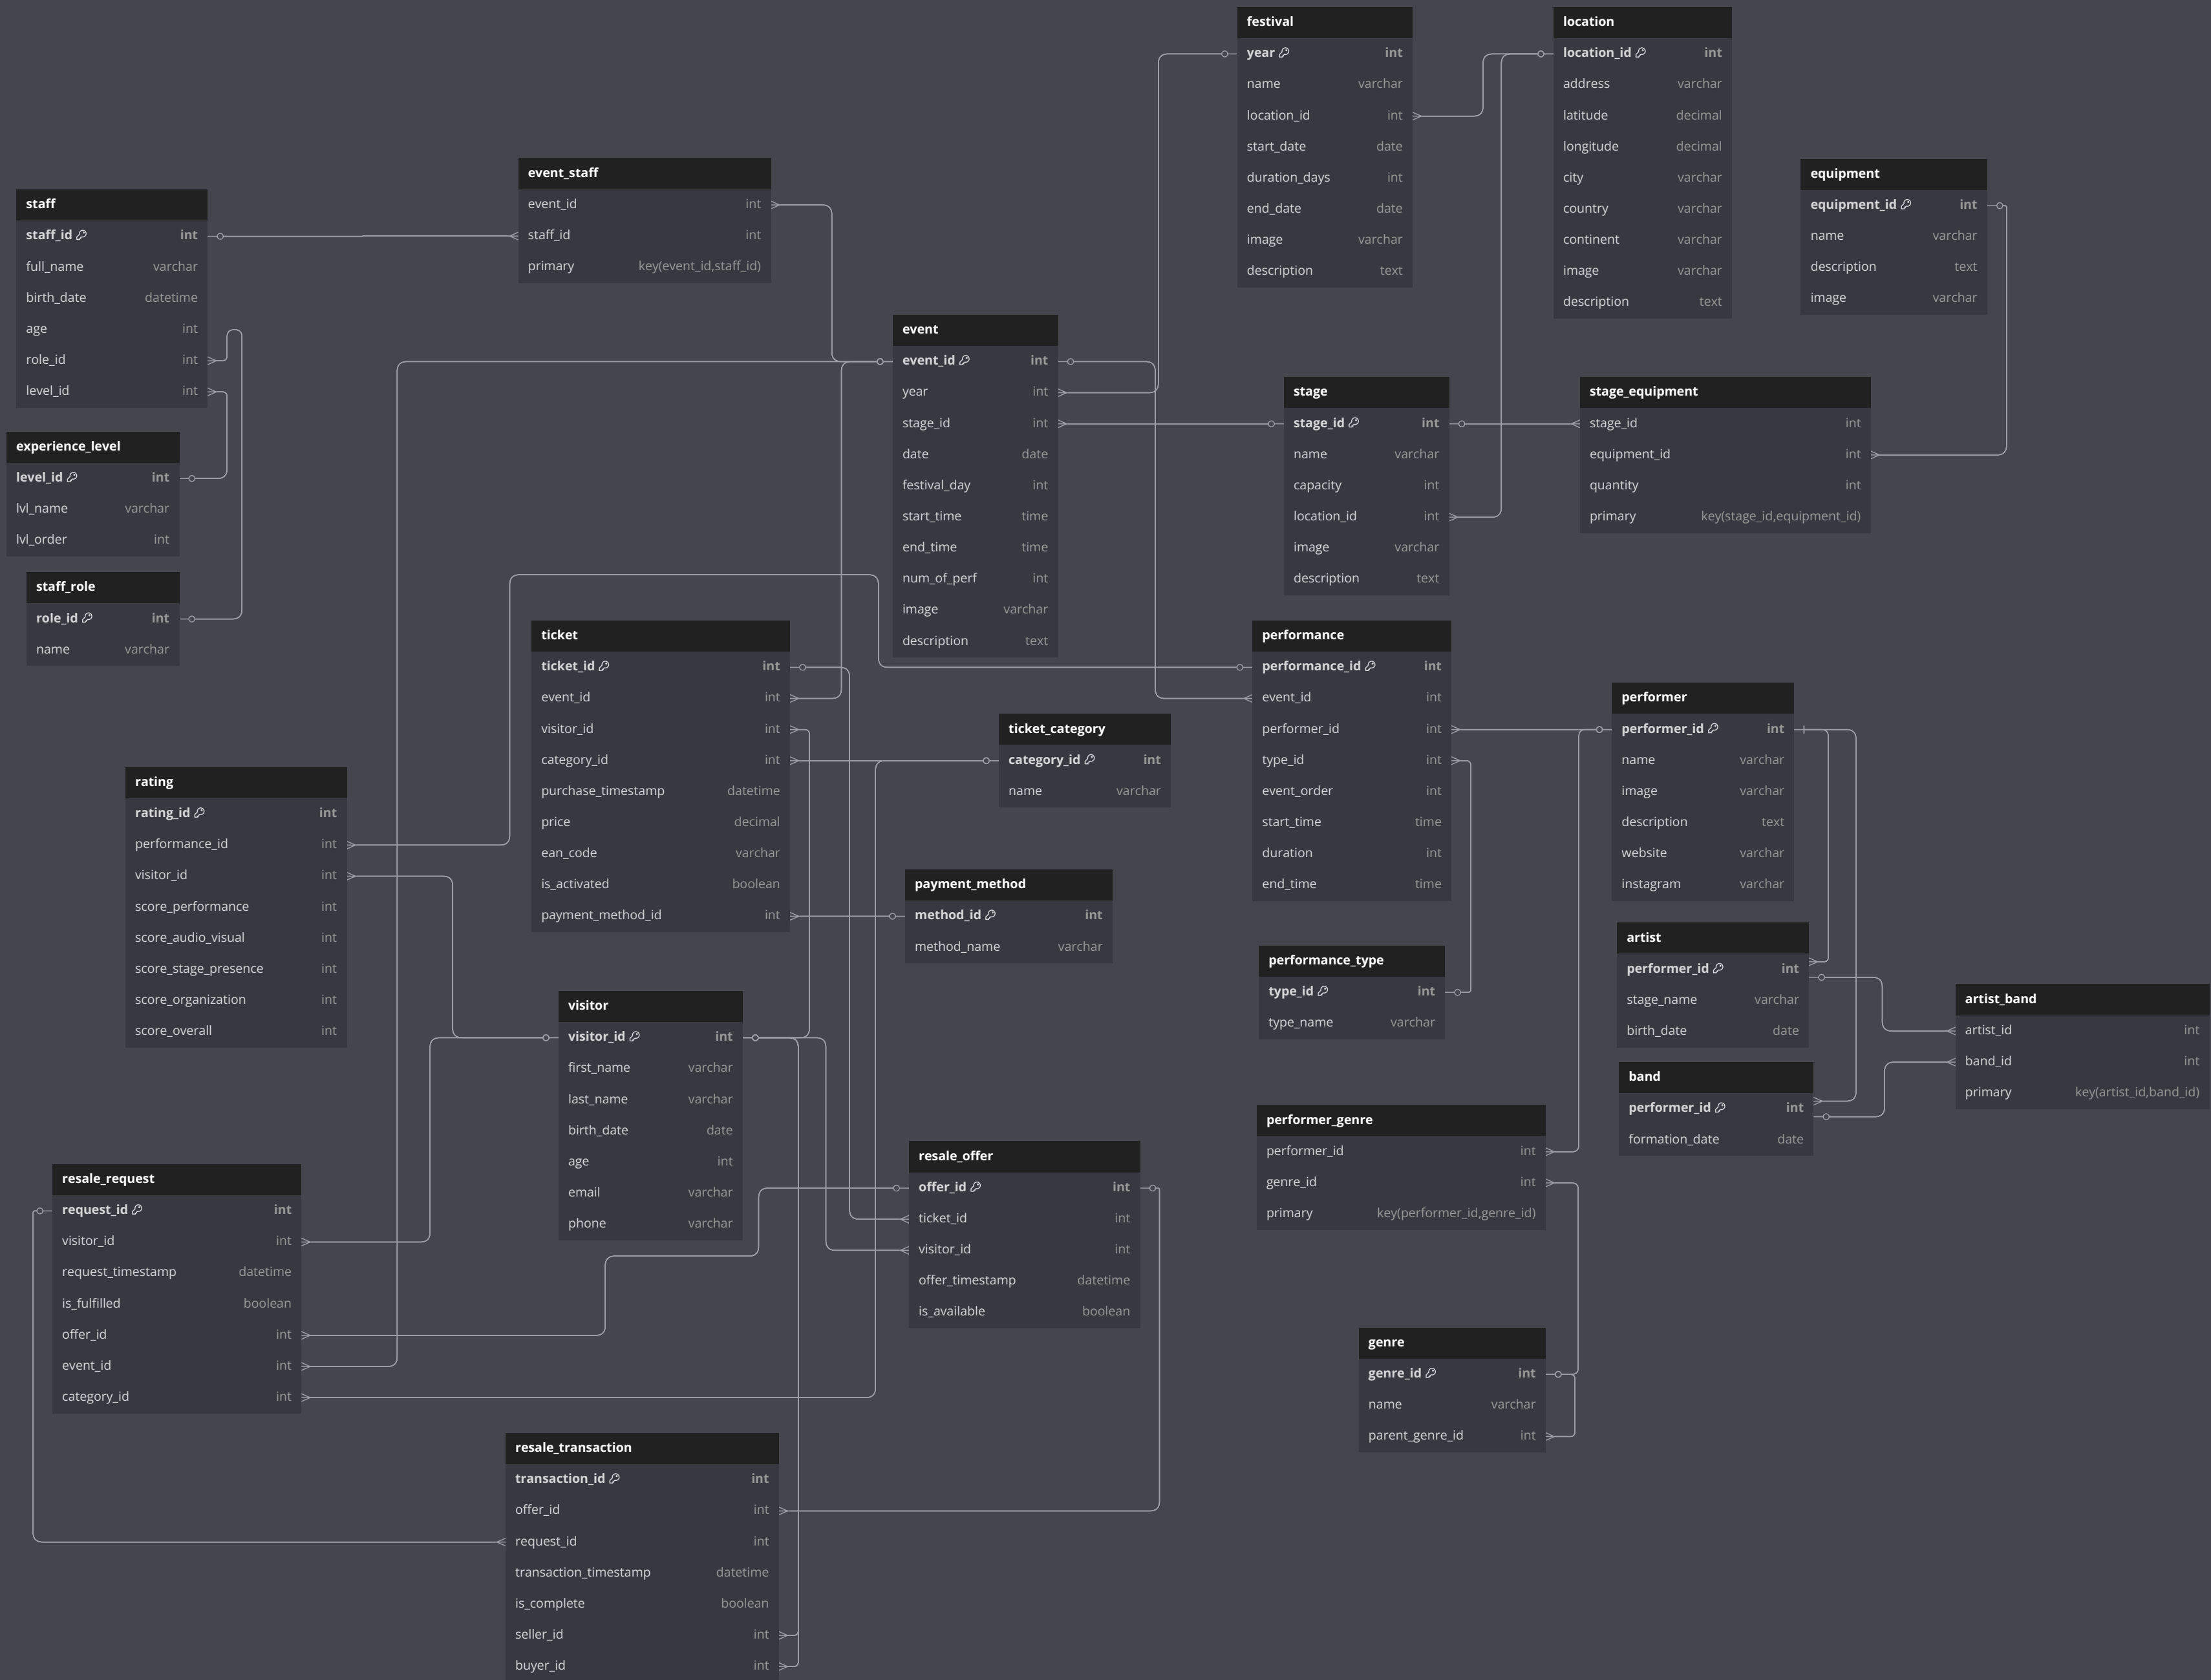 festival
year int
name varchar
location_id int
start_date date
duration_days int
end_date date
image varchar
description text
location
location_id int
address varchar
latitude decimal
longitude decimal
city varchar
country varchar
continent varchar
image varchar
description text
equipment
equipment_id int
name varchar
description text
image varchar
event_staff
event_id int
staff_id int
primary key(event_id,staff_id)
staff
staff_id int
full_name varchar
birth_date datetime
age int
role_id int
level_id int
experience_level
level_id int
lvl_name varchar
lvl_order int
staff_role
role_id int
name varchar
event
event_id int
year int
stage_id int
date date
festival_day int
start_time time
end_time time
num_of_perf int
image varchar
description text
stage
stage_id int
name varchar
capacity int
location_id int
image varchar
description text
stage_equipment
stage_id int
equipment_id int
quantity int
primary key(stage_id,equipment_id)
ticket
ticket_id int
event_id int
visitor_id int
category_id int
purchase_timestamp datetime
price decimal
ean_code varchar
is_activated boolean
payment_method_id int
ticket_category
category_id int
name varchar
performance
performance_id int
event_id int
performer_id int
type_id int
event_order int
start_time time
duration int
end_time time
performer
performer_id int
name varchar
image varchar
description text
website varchar
instagram varchar
rating
rating_id int
performance_id int
visitor_id int
score_performance int
score_audio_visual int
score_stage_presence int
score_organization int
score_overall int
payment_method
method_id int
method_name varchar
performance_type
type_id int
type_name varchar
artist
performer_id int
stage_name varchar
birth_date date
artist_band
artist_id int
band_id int
primary key(artist_id,band_id)
band
performer_id int
formation_date date
visitor
visitor_id int
first_name varchar
last_name varchar
birth_date date
age int
email varchar
phone varchar
performer_genre
performer_id int
genre_id int
primary key(performer_id,genre_id)
resale_offer
offer_id int
ticket_id int
visitor_id int
offer_timestamp datetime
is_available boolean
resale_request
request_id int
visitor_id int
request_timestamp datetime
is_fulfilled boolean
offer_id int
event_id int
category_id int
genre
genre_id int
name varchar
parent_genre_id int
resale_transaction
transaction_id int
offer_id int
request_id int
transaction_timestamp datetime
is_complete boolean
seller_id int
buyer_id int